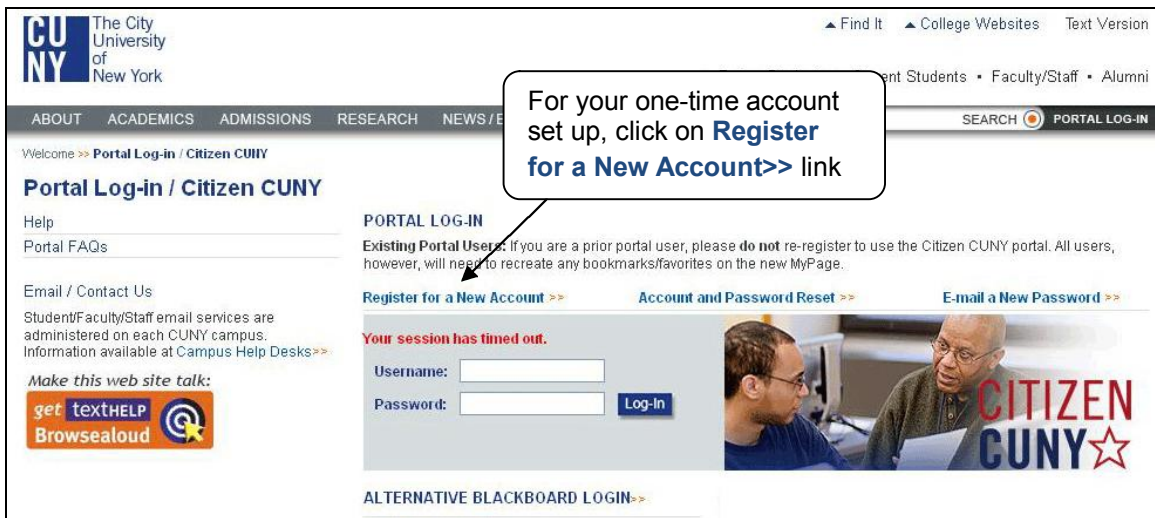 CU
NY
The City
University
of
New York
Find It College Websites Text Version
Students • Faculty/Staff • Alumni
ABOUT ACADEMICS ADMISSIONS RESEARCH NEWS / SEARCH PORTAL LOG-IN
For your one-time account
set up, click on Register
for a New Account>> link
Welcome >> Portal Log-in / Citizen CUNY
Portal Log-in / Citizen CUNY
Help
Portal FAQs
Email / Contact Us
Student/Faculty/Staff email services are
administered on each CUNY campus.
Information available at Campus Help Desks>>
Make this web site talk:
get textHELP
Browsealoud
PORTAL LOG-IN
Existing Portal Users: If you are a prior portal user, please do not re-register to use the Citizen CUNY portal. All users,
however, will need to recreate any bookmarks/favorites on the new MyPage.
Register for a New Account >> Account and Password Reset >> E-mail a New Password >>
Your session has timed out.
Username:
Password: Log-In
CITIZEN
CUNY
ALTERNATIVE BLACKBOARD LOGIN>>